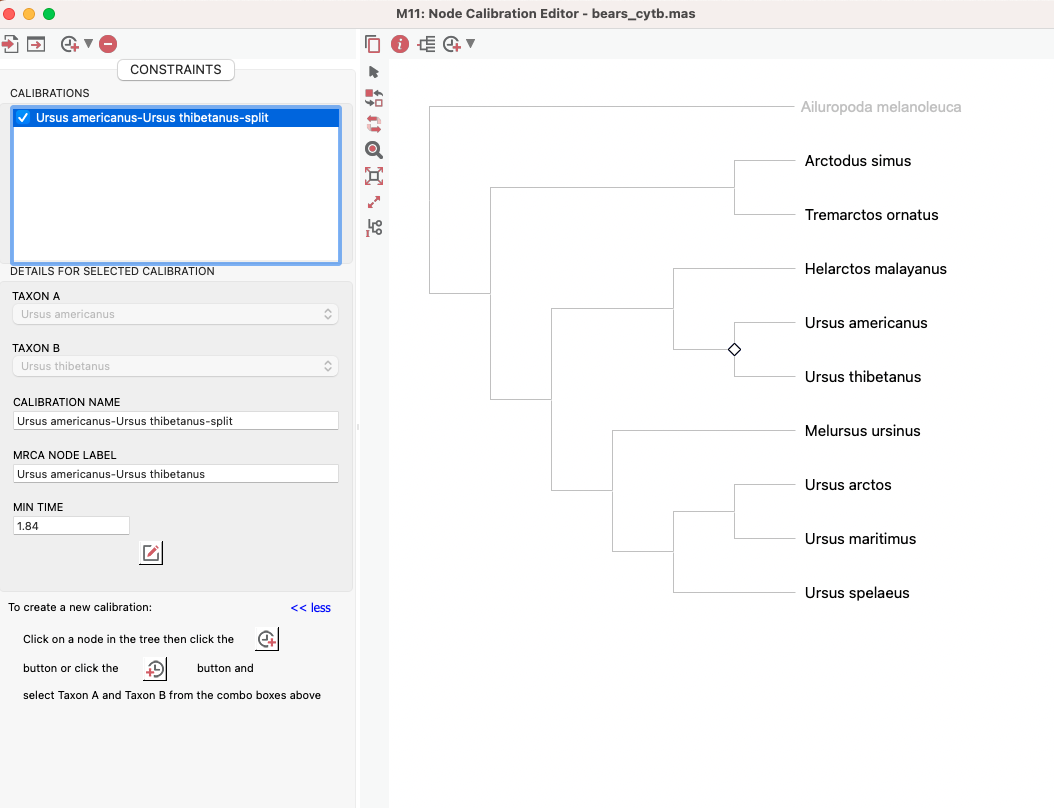 M11: Node Calibration Editor - bears_cytb.mas
CONSTRAINTS
CALIBRATIONS
Ursus americanus-Ursus thibetanus-split
DETAILS FOR SELECTED CALIBRATION
TAXON A
Ursus americanus
TAXON B
Ursus thibetanus
CALIBRATION NAME
Ursus americanus-Ursus thibetanus-split
MRCA NODE LABEL
Ursus americanus-Ursus thibetanus
MIN TIME
1.84
To create a new calibration:
<< less
Click on a node in the tree then click the
button or click the button and
select Taxon A and Taxon B from the combo boxes above
Ailuropoda melanoleuca
Arctodus simus
Tremarctos ornatus
Helarctos malayanus
Ursus americanus
Ursus thibetanus
Melursus ursinus
Ursus arctos
Ursus maritimus
Ursus spelaeus